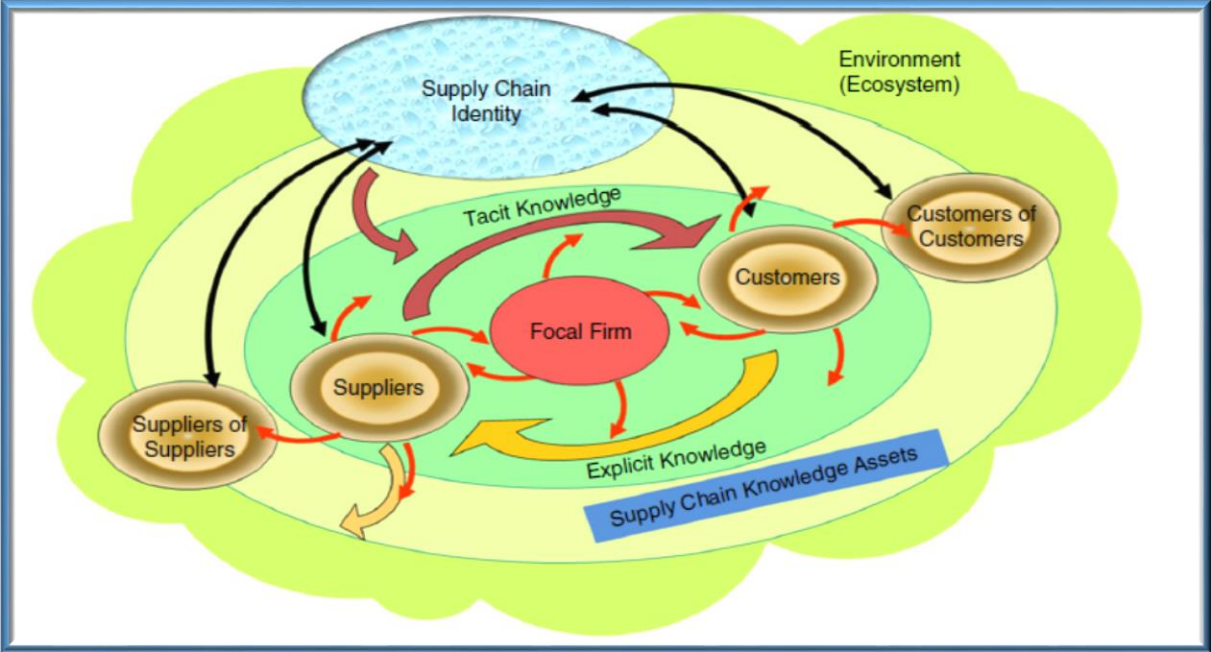 Environment
(Ecosystem)
Supply Chain
Identity
Tacit Knowledge
Customers of
Customers
Customers
Focal Firm
Suppliers
Suppliers of
Suppliers
Explicit Knowledge
Supply Chain Knowledge Assets